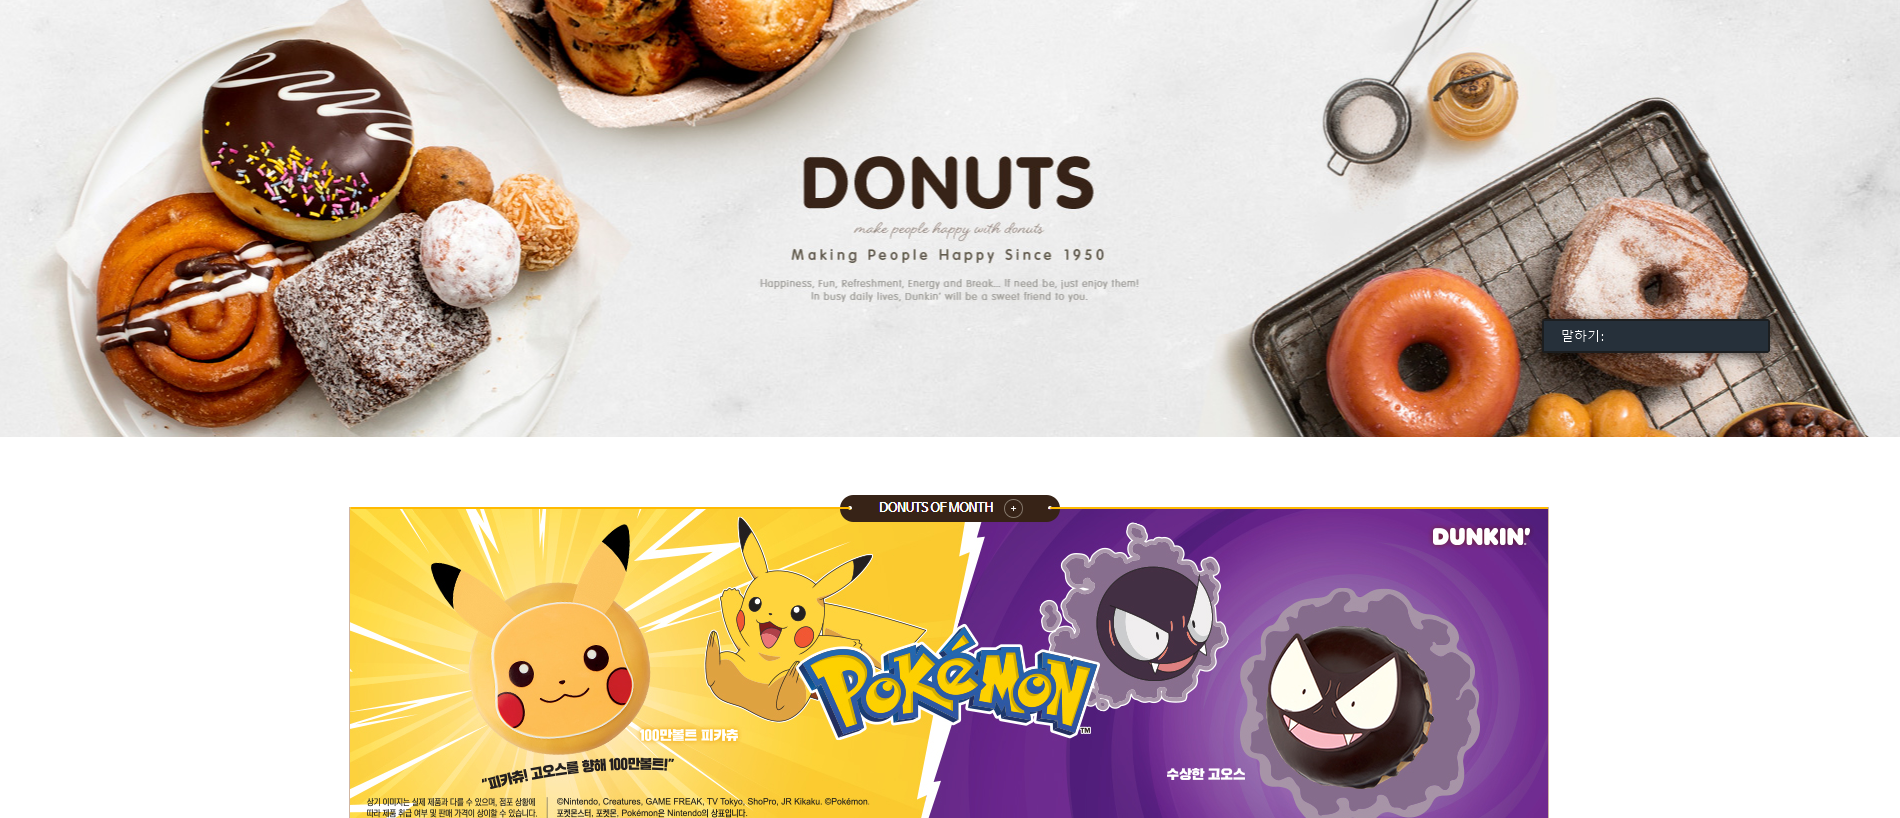 DONUTS
make people happy with donuts
Making People Happy Since 1950
Happiness, Fun, Refreshment, Energy and Break... If need be, just enjoy them!
In busy daily lives, Dunkin' will be a sweet friend to you.
말하기:
DONUTS OF MONTH
DUNKIN'
POKéMON
TM
100만볼트 피카츄
"피카츄! 고오스를 향해 100만볼트!"
수상한 고오스
상기 이미지는 실제 제품과 다를 수 있으며, 점포 상황에
따라 제품 취급 여부 및 판매 가격이 상이할 수 있습니다.
©Nintendo, Creatures, GAME FREAK, TV Tokyo, ShoPro, JR Kikaku. ©Pokémon.
포켓몬스터, 포켓몬, Pokémon은 Nintendo의 상표입니다.